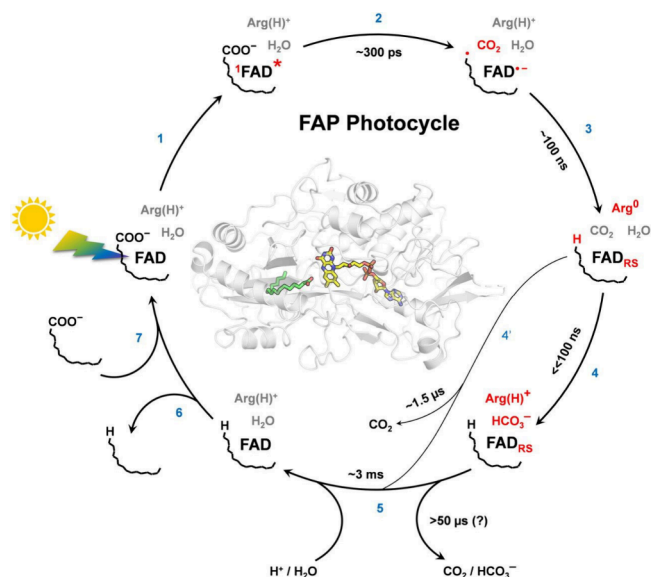 FAP Photocycle
1
Arg(H)⁺
COO⁻ H₂O
¹FAD*
2
~300 ps
Arg(H)⁺
CO₂ H₂O
FAD•⁻
3
~100 ns
Arg⁰
CO₂ H₂O
H
FAD_RS
4
<<100 ns
4'
~1.5 µs
CO₂
Arg(H)⁺
H HCO₃⁻
FAD_RS
~3 ms
5
>50 µs (?)
H⁺ / H₂O
CO₂ / HCO₃⁻
Arg(H)⁺
H H₂O
FAD
6
H
7
COO⁻
Arg(H)⁺
COO⁻ H₂O
FAD